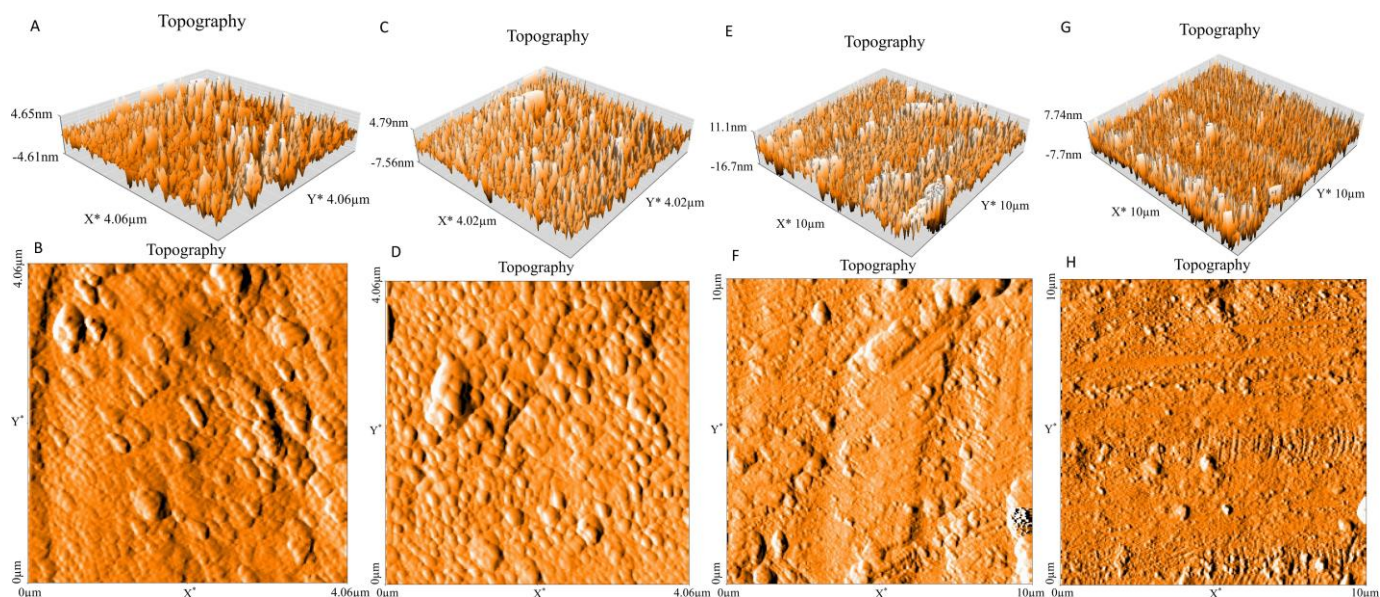 A
Topography
4.65nm
-4.61nm
X* 4.06µm
Y* 4.06µm
C
Topography
4.79nm
-7.56nm
X* 4.02µm
Y* 4.02µm
E
Topography
11.1nm
-16.7nm
X* 10µm
Y* 10µm
G
Topography
7.74nm
-7.7nm
X* 10µm
Y* 10µm
B
Topography
4.06µm
Y*
0µm
0µm
X*
4.06µm
D
Topography
4.06µm
Y*
0µm
0µm
X*
4.06µm
F
Topography
10µm
Y*
0µm
0µm
X*
10µm
H
Topography
10µm
Y*
0µm
0µm
X*
10µm